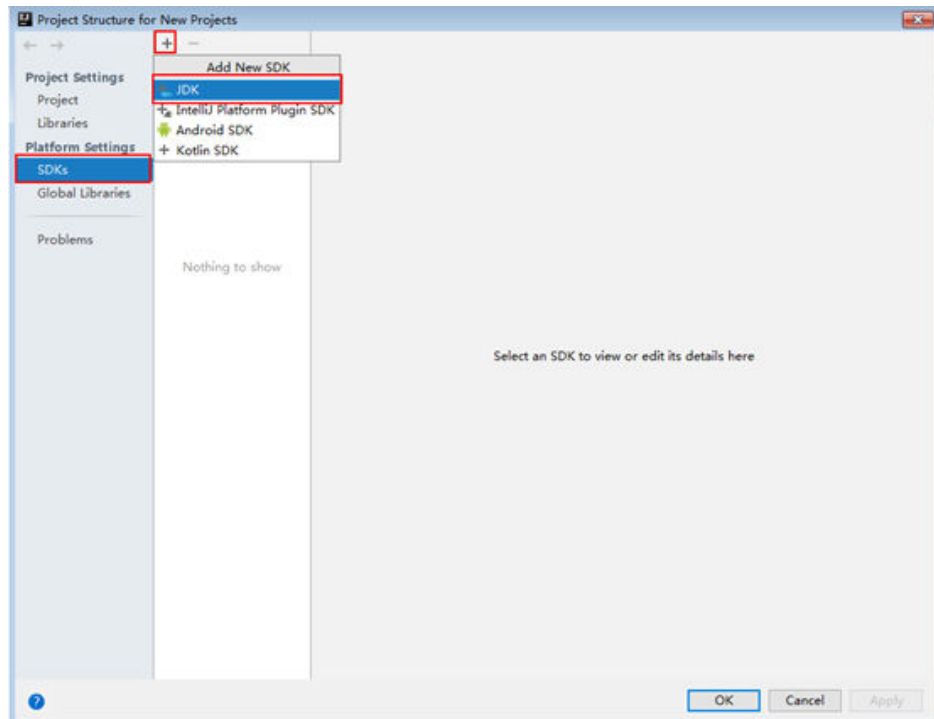 Project Structure for New Projects
Project Settings
Project
Libraries
Platform Settings
SDKs
Global Libraries
Problems
+ −
Add New SDK
JDK
IntelliJ Platform Plugin SDK
Android SDK
Kotlin SDK
Nothing to show
Select an SDK to view or edit its details here
?
OK Cancel Apply